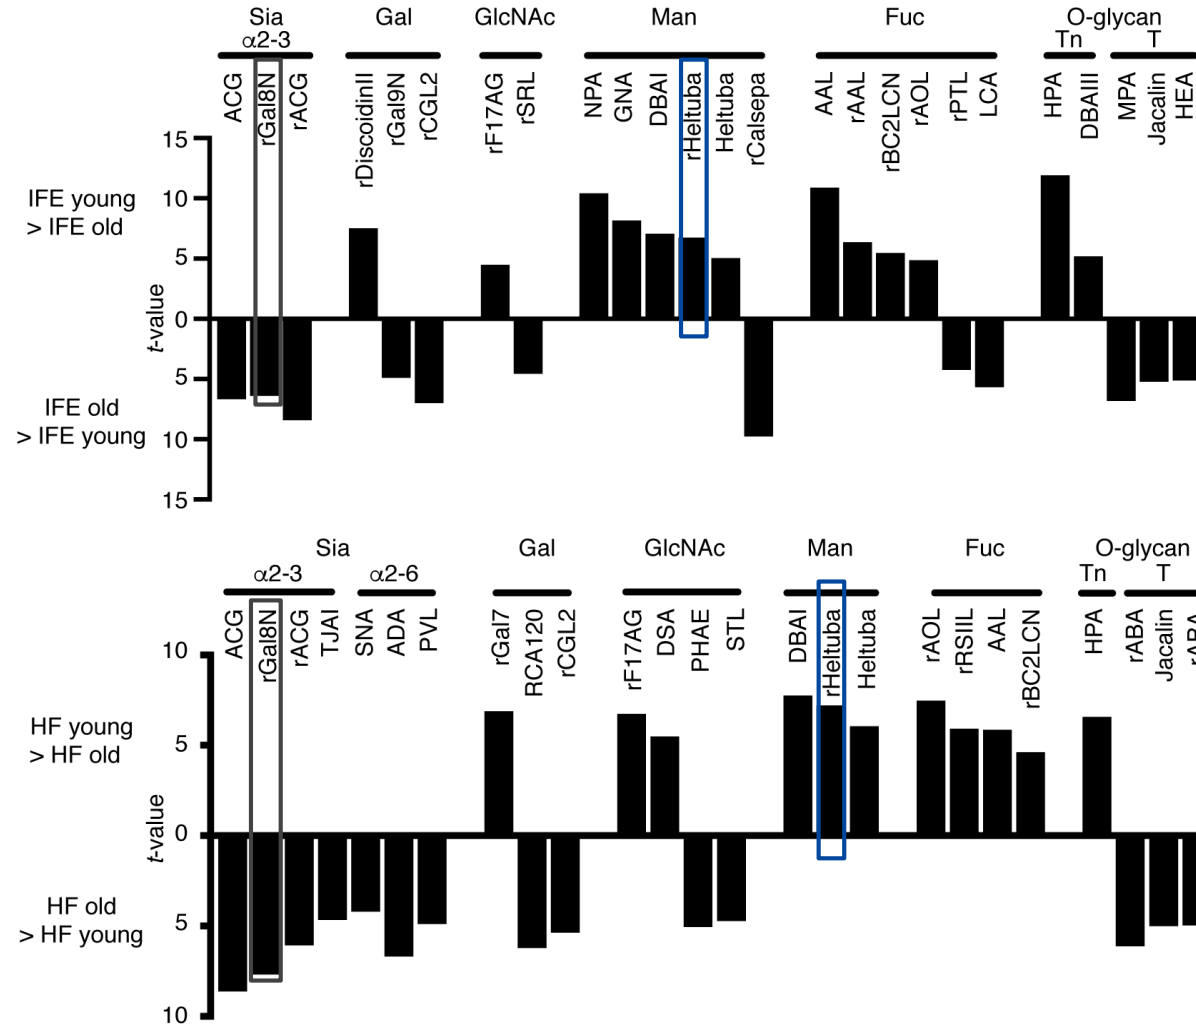 Sia Gal GlcNAc Man Fuc O-glycan
α2-3 Tn T
ACG rGal8N rACG rDiscoidinII rGal9N rCGL2 rF17AG rSRL NPA GNA DBAI rHeltuba Heltuba rCalsepa AAL rAAL rBC2LCN rAOL rPTL LCA HPA DBAIII MPA Jacalin HEA
15
10
5
0
5
10
15
t-value
IFE young
> IFE old
IFE old
> IFE young
Sia Gal GlcNAc Man Fuc O-glycan
α2-3 α2-6 Tn T
ACG rGal8N rACG TJAI SNA ADA PVL rGal7 RCA120 rCGL2 rF17AG DSA PHAE STL DBAI rHeltuba Heltuba rAOL rRSIIL AAL rBC2LCN HPA rABA Jacalin
10
5
0
5
10
t-value
HF young
> HF old
HF old
> HF young